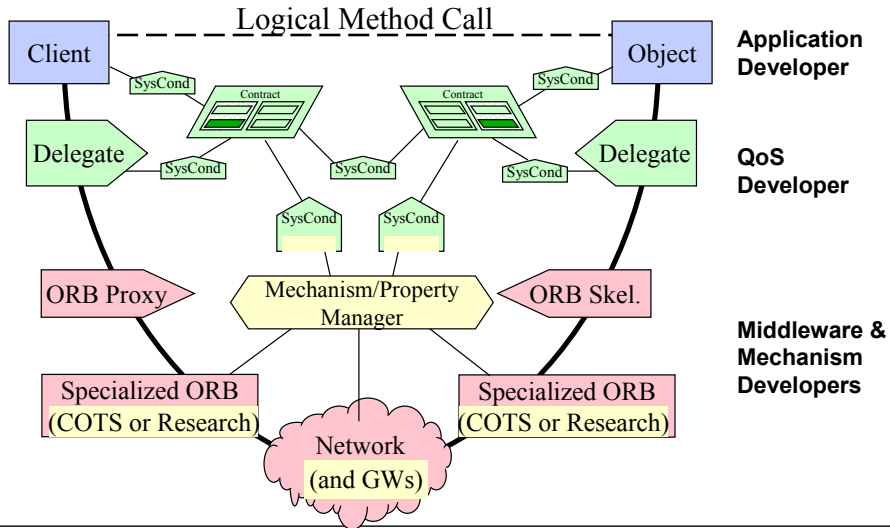 Logical Method Call
Client
Object
Application
Developer
SysCond
Contract
Contract
SysCond
Delegate
SysCond
SysCond
SysCond
Delegate
QoS
Developer
SysCond
SysCond
ORB Proxy
Mechanism/Property
Manager
ORB Skel.
Middleware &
Mechanism
Developers
Specialized ORB
(COTS or Research)
Specialized ORB
(COTS or Research)
Network
(and GWs)